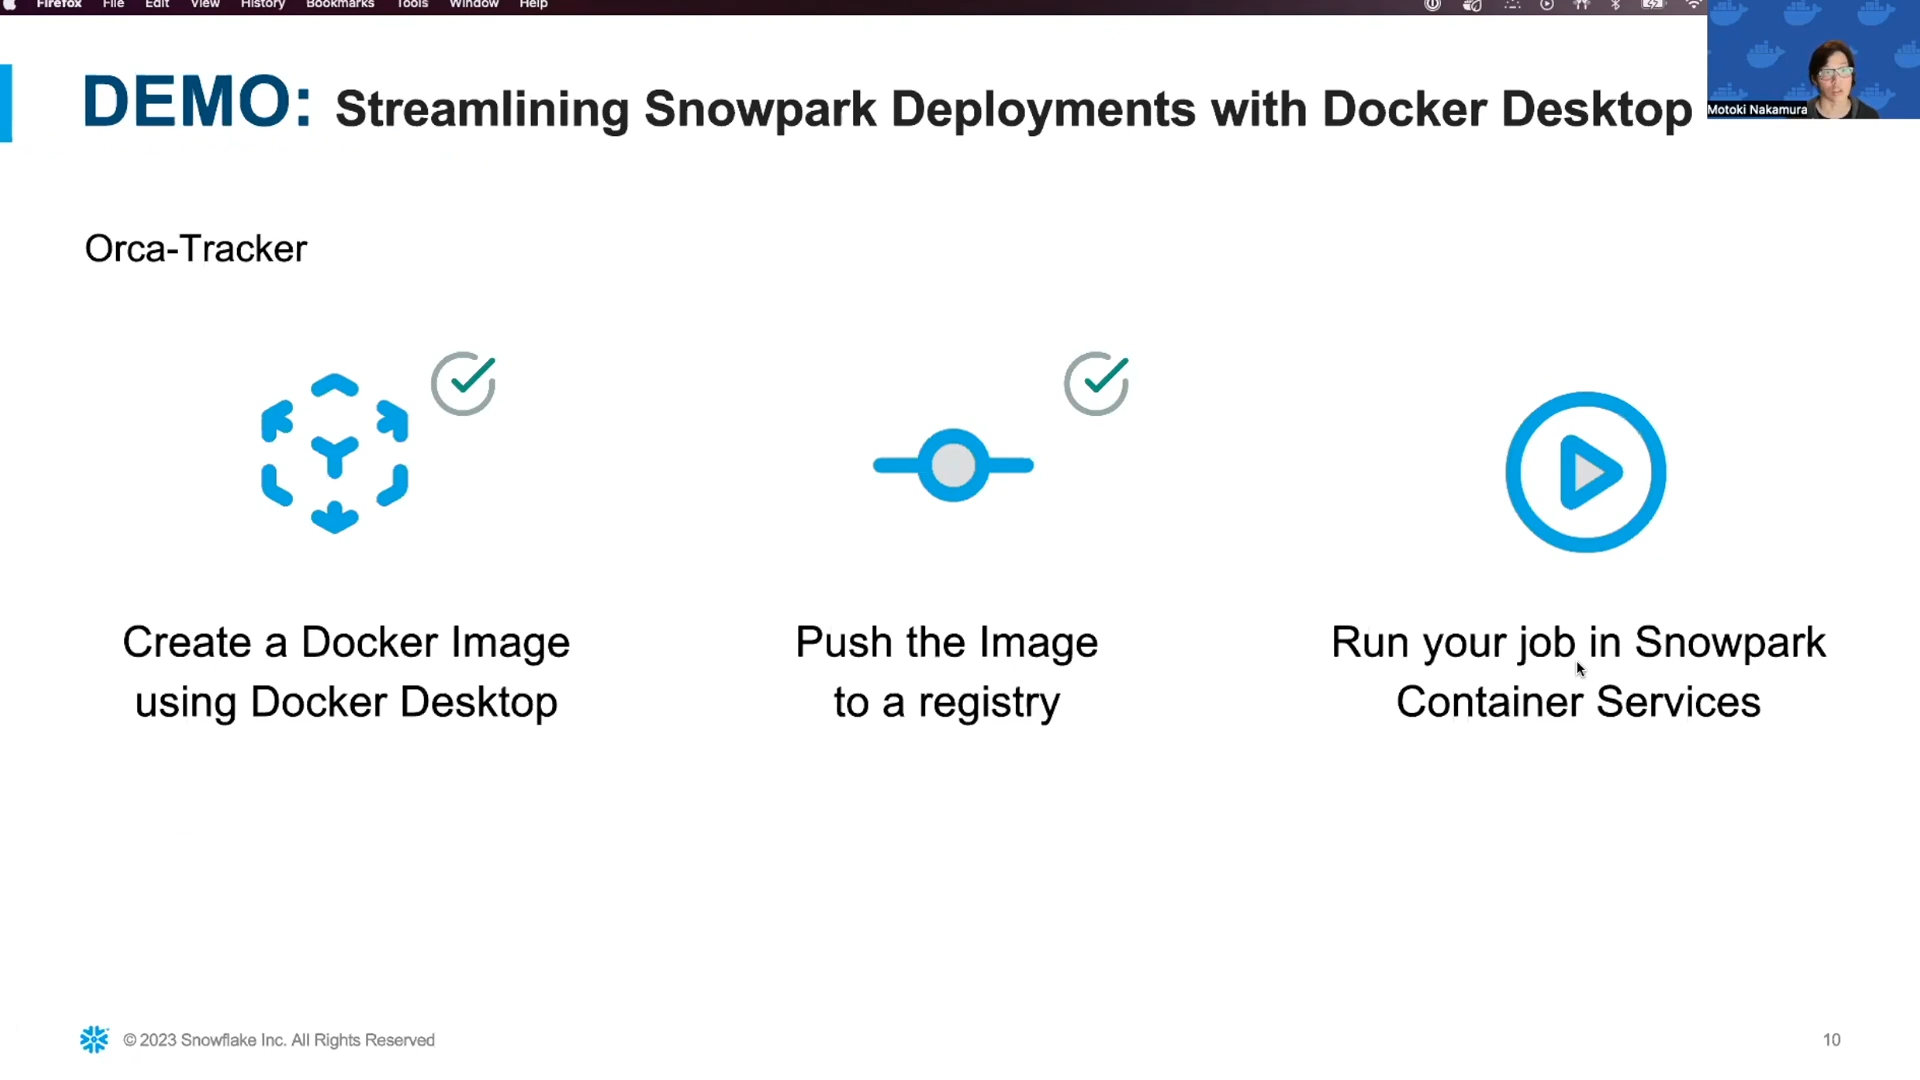 Firefox File Edit View History Bookmarks Tools Window Help
DEMO: Streamlining Snowpark Deployments with Docker Desktop
Motoki Nakamura
Orca-Tracker
Create a Docker Image
using Docker Desktop
Push the Image
to a registry
Run your job in Snowpark
Container Services
© 2023 Snowflake Inc. All Rights Reserved
10